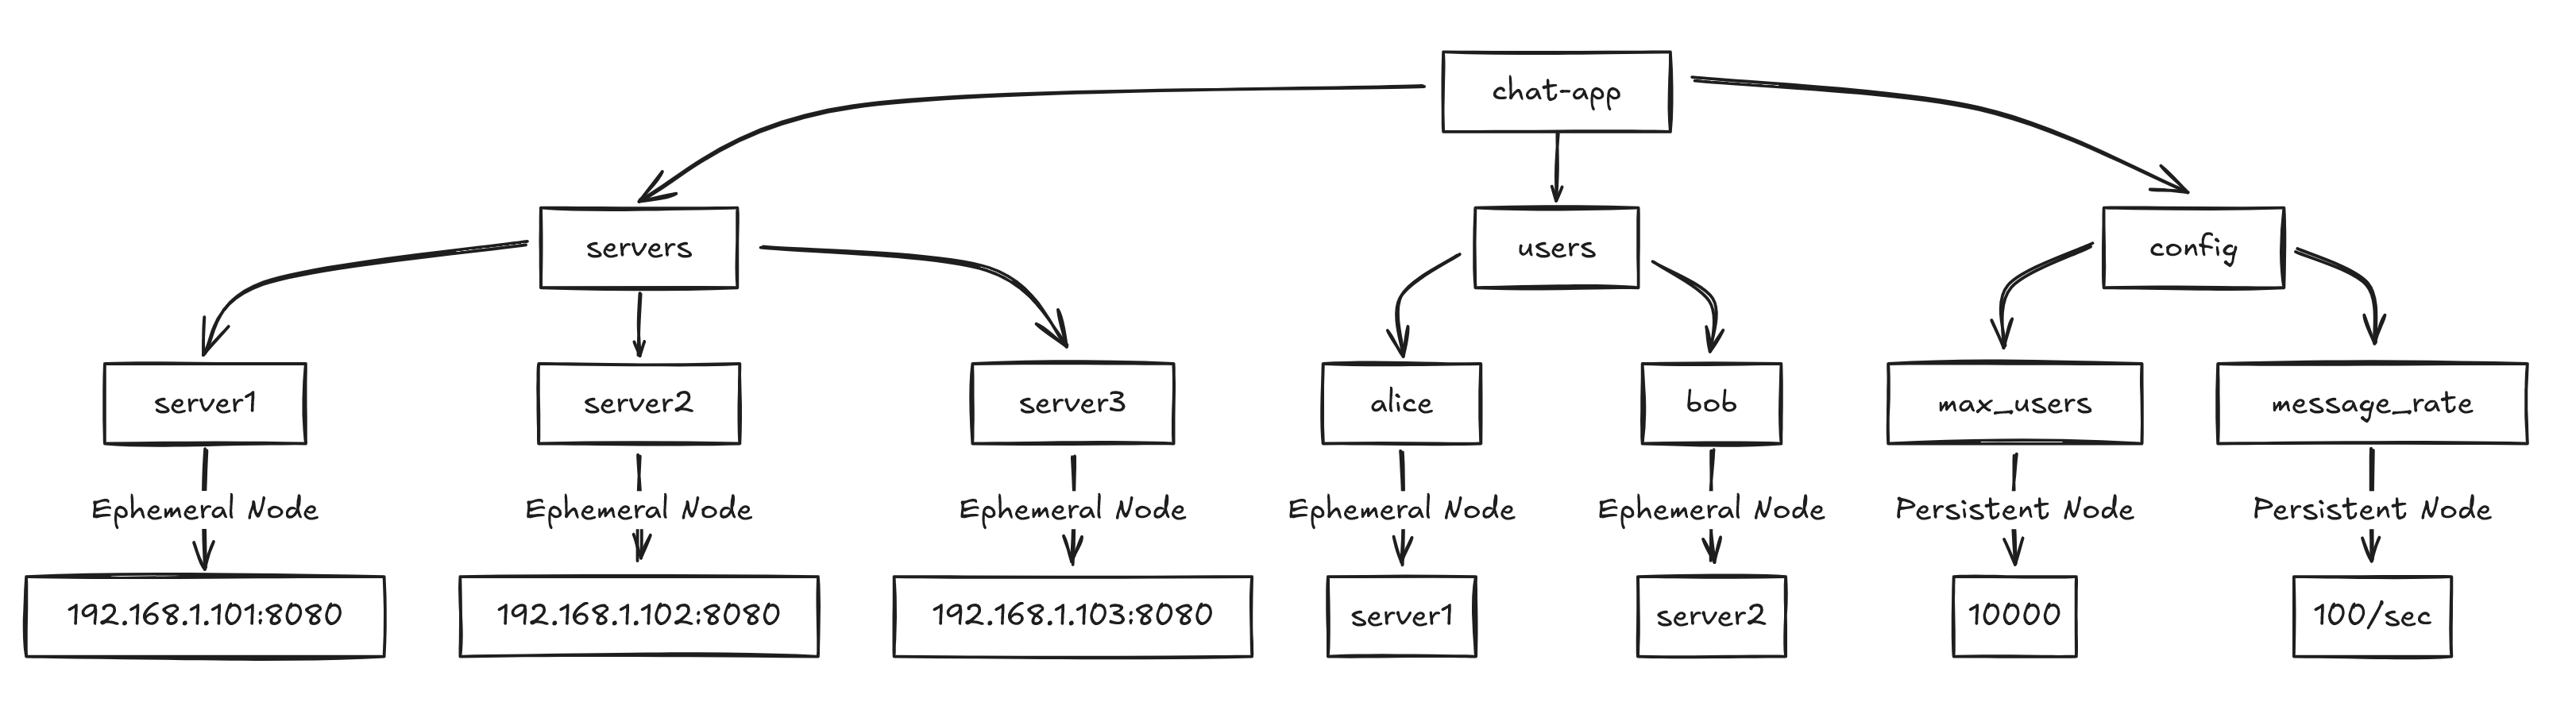 chat-app
servers
users
config
server1
server2
server3
alice
bob
max_users
message_rate
Ephemeral Node
Ephemeral Node
Ephemeral Node
Ephemeral Node
Ephemeral Node
Persistent Node
Persistent Node
192.168.1.101:8080
192.168.1.102:8080
192.168.1.103:8080
server1
server2
10000
100/sec